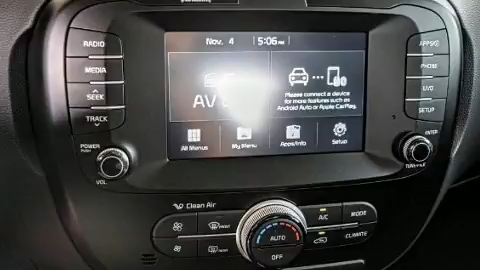 Nov. 4 5:06 PM
RADIO
MEDIA
SEEK
TRACK
POWER
PUSH
VOL
AV
Please connect a device
for more features such as
Android Auto or Apple CarPlay.
All Menus
My Menu
Apps/Info
Setup
APPS
PHONE
UVO
SETUP
ENTER
TUNE
Clean Air
A/C
MODE
CLIMATE
AUTO
OFF